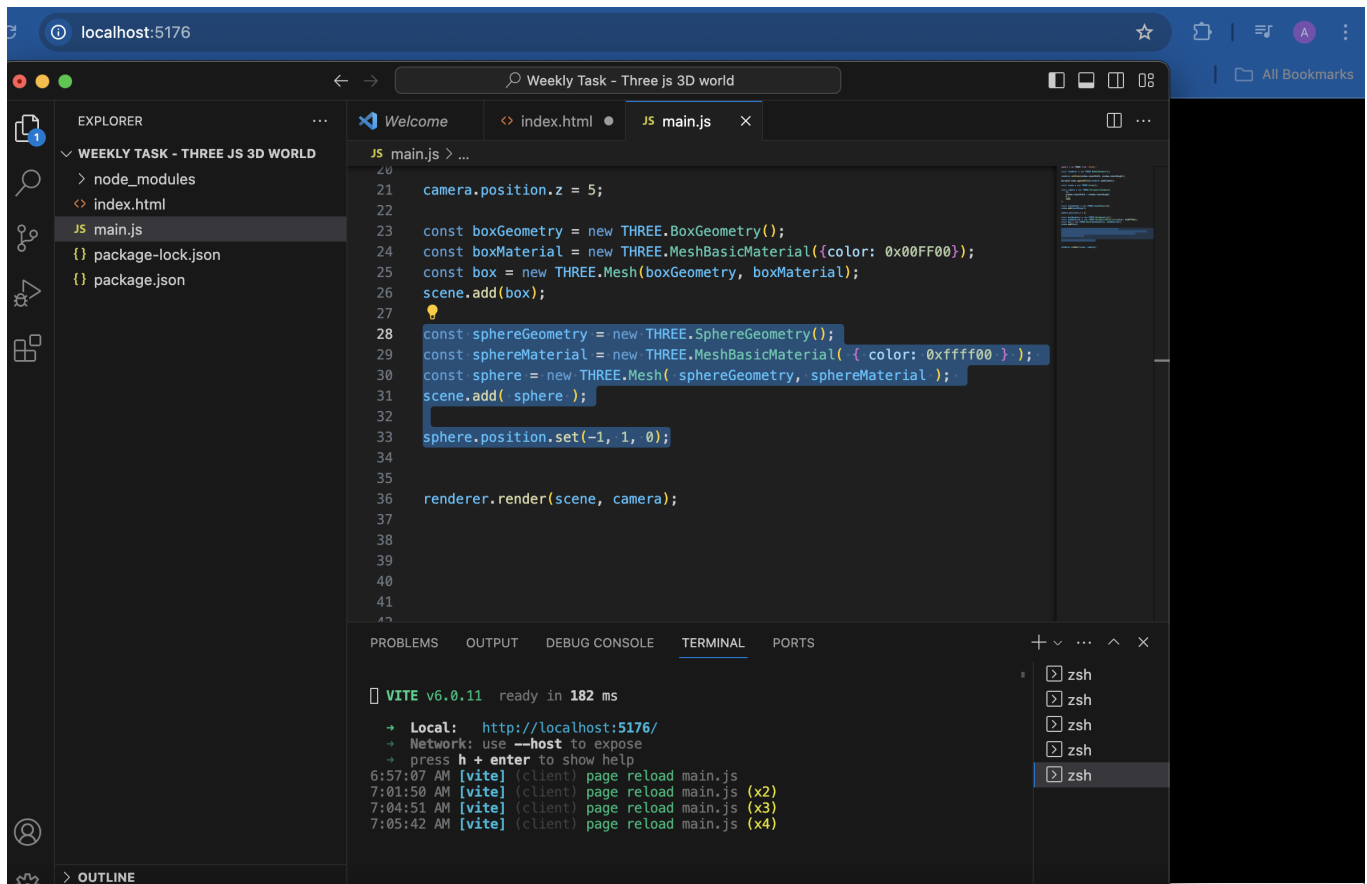 localhost:5176
A
All Bookmarks
Weekly Task - Three js 3D world
1
EXPLORER
WEEKLY TASK - THREE JS 3D WORLD
> node_modules
<> index.html
JS main.js
{} package-lock.json
{} package.json
OUTLINE
Welcome
<> index.html
JS main.js
JS main.js > ...
20
21 camera.position.z = 5;
22
23 const boxGeometry = new THREE.BoxGeometry();
24 const boxMaterial = new THREE.MeshBasicMaterial({color: 0x00FF00});
25 const box = new THREE.Mesh(boxGeometry, boxMaterial);
26 scene.add(box);
27
28 const sphereGeometry = new THREE.SphereGeometry();
29 const sphereMaterial = new THREE.MeshBasicMaterial( { color: 0xffff00 } );
30 const sphere = new THREE.Mesh( sphereGeometry, sphereMaterial );
31 scene.add( sphere );
32
33 sphere.position.set(-1, 1, 0);
34
35
36 renderer.render(scene, camera);
37
38
39
40
41
42
PROBLEMS OUTPUT DEBUG CONSOLE TERMINAL PORTS
VITE v6.0.11 ready in 182 ms
➜ Local: http://localhost:5176/
➜ Network: use --host to expose
➜ press h + enter to show help
6:57:07 AM [vite] (client) page reload main.js
7:01:50 AM [vite] (client) page reload main.js (x2)
7:04:51 AM [vite] (client) page reload main.js (x3)
7:05:42 AM [vite] (client) page reload main.js (x4)
zsh
zsh
zsh
zsh
zsh